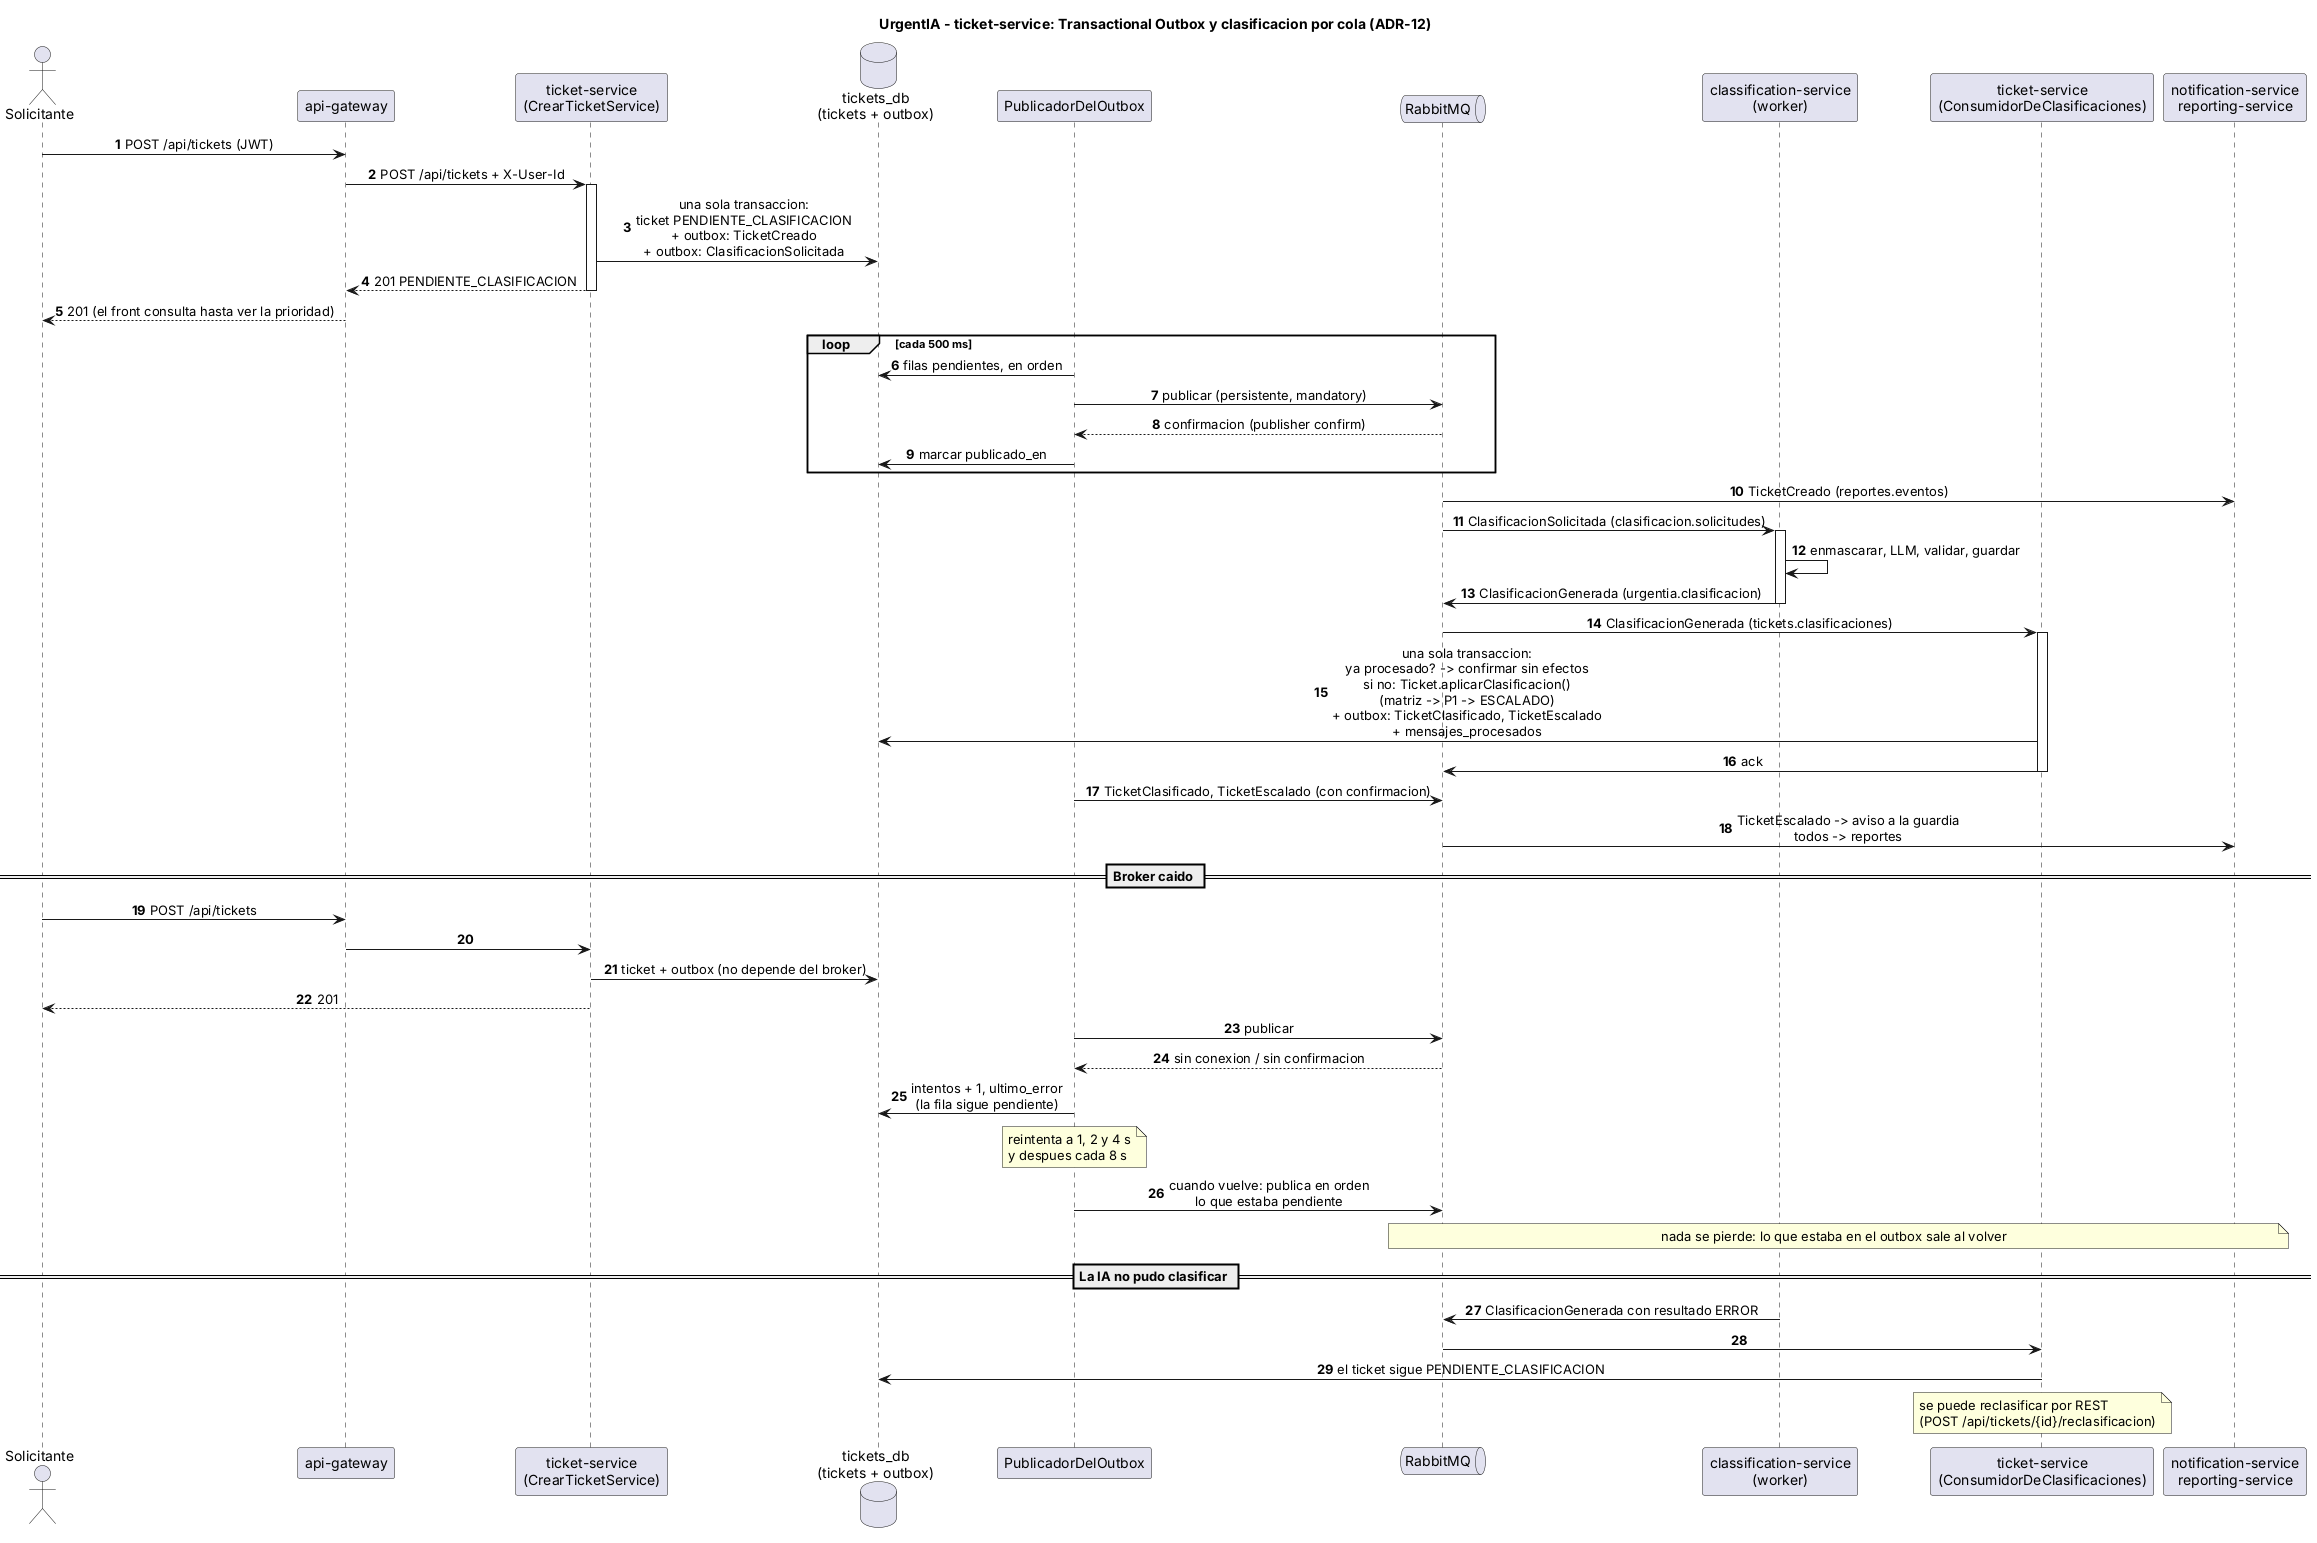 UrgentIA - ticket-service: Transactional Outbox y clasificacion por cola (ADR-12)
Solicitante
api-gateway
ticket-service
(CrearTicketService)
tickets_db
(tickets + outbox)
PublicadorDelOutbox
RabbitMQ
classification-service
(worker)
ticket-service
(ConsumidorDeClasificaciones)
notification-service
reporting-service
1 POST /api/tickets (JWT)
2 POST /api/tickets + X-User-Id
una sola transaccion:
3 ticket PENDIENTE_CLASIFICACION
+ outbox: TicketCreado
+ outbox: ClasificacionSolicitada
4 201 PENDIENTE_CLASIFICACION
5 201 (el front consulta hasta ver la prioridad)
loop [cada 500 ms]
6 filas pendientes, en orden
7 publicar (persistente, mandatory)
8 confirmacion (publisher confirm)
9 marcar publicado_en
10 TicketCreado (reportes.eventos)
11 ClasificacionSolicitada (clasificacion.solicitudes)
12 enmascarar, LLM, validar, guardar
13 ClasificacionGenerada (urgentia.clasificacion)
14 ClasificacionGenerada (tickets.clasificaciones)
una sola transaccion:
ya procesado? -> confirmar sin efectos
si no: Ticket.aplicarClasificacion()
15 (matriz -> P1 -> ESCALADO)
+ outbox: TicketClasificado, TicketEscalado
+ mensajes_procesados
16 ack
17 TicketClasificado, TicketEscalado (con confirmacion)
18 TicketEscalado -> aviso a la guardia
todos -> reportes
Broker caido
19 POST /api/tickets
20
21 ticket + outbox (no depende del broker)
22 201
23 publicar
24 sin conexion / sin confirmacion
25 intentos + 1, ultimo_error
(la fila sigue pendiente)
reintenta a 1, 2 y 4 s
y despues cada 8 s
26 cuando vuelve: publica en orden
lo que estaba pendiente
nada se pierde: lo que estaba en el outbox sale al volver
La IA no pudo clasificar
27 ClasificacionGenerada con resultado ERROR
28
29 el ticket sigue PENDIENTE_CLASIFICACION
se puede reclasificar por REST
(POST /api/tickets/{id}/reclasificacion)
Solicitante
api-gateway
ticket-service
(CrearTicketService)
tickets_db
(tickets + outbox)
PublicadorDelOutbox
RabbitMQ
classification-service
(worker)
ticket-service
(ConsumidorDeClasificaciones)
notification-service
reporting-service